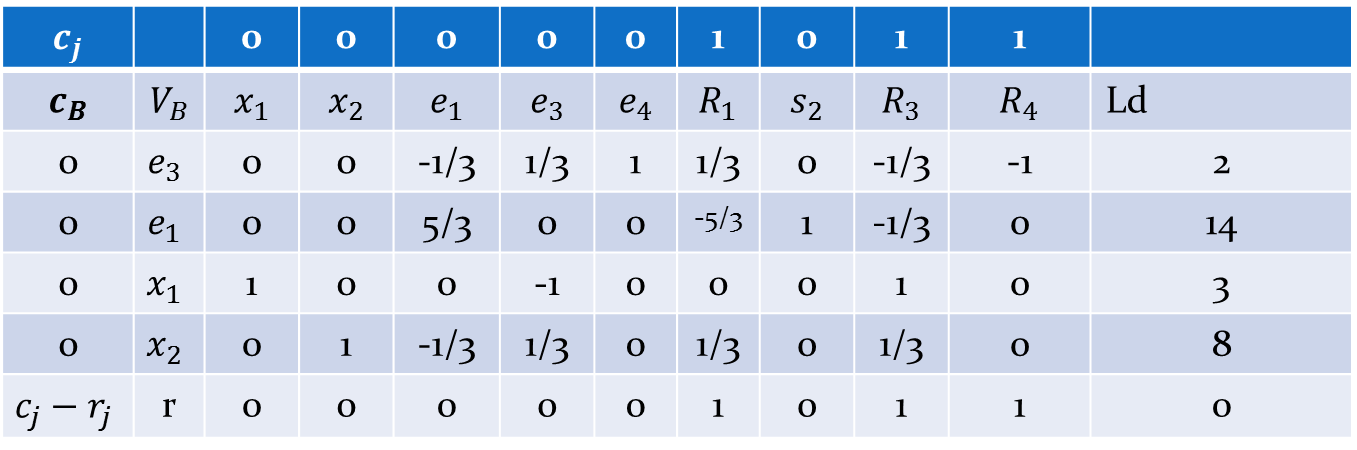 c_j 0 0 0 0 0 1 0 1 1
c_B V_B x_1 x_2 e_1 e_3 e_4 R_1 s_2 R_3 R_4 Ld
0 e_3 0 0 -1/3 1/3 1 1/3 0 -1/3 -1 2
0 e_1 0 0 5/3 0 0 -5/3 1 -1/3 0 14
0 x_1 1 0 0 -1 0 0 0 1 0 3
0 x_2 0 1 -1/3 1/3 0 1/3 0 1/3 0 8
c_j − r_j r 0 0 0 0 0 1 0 1 1 0